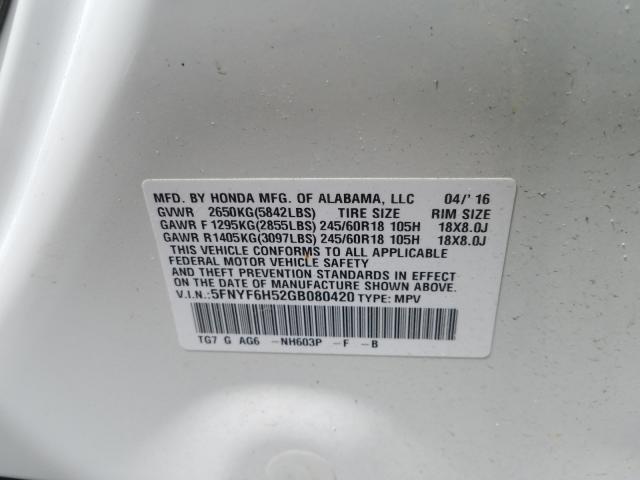 MFD. BY HONDA MFG. OF ALABAMA, LLC 04/'16
GVWR 2650KG(5842LBS) TIRE SIZE RIM SIZE
GAWR F 1295KG(2855LBS) 245/60R18 105H 18X8.0J
GAWR R 1405KG(3097LBS) 245/60R18 105H 18X8.0J
THIS VEHICLE CONFORMS TO ALL APPLICABLE
FEDERAL MOTOR VEHICLE SAFETY
AND THEFT PREVENTION STANDARDS IN EFFECT
ON THE DATE OF MANUFACTURE SHOWN ABOVE.
V.I.N.: 5FNYF6H52GB080420 TYPE: MPV
TG7 G AG6 -NH603P -F -B